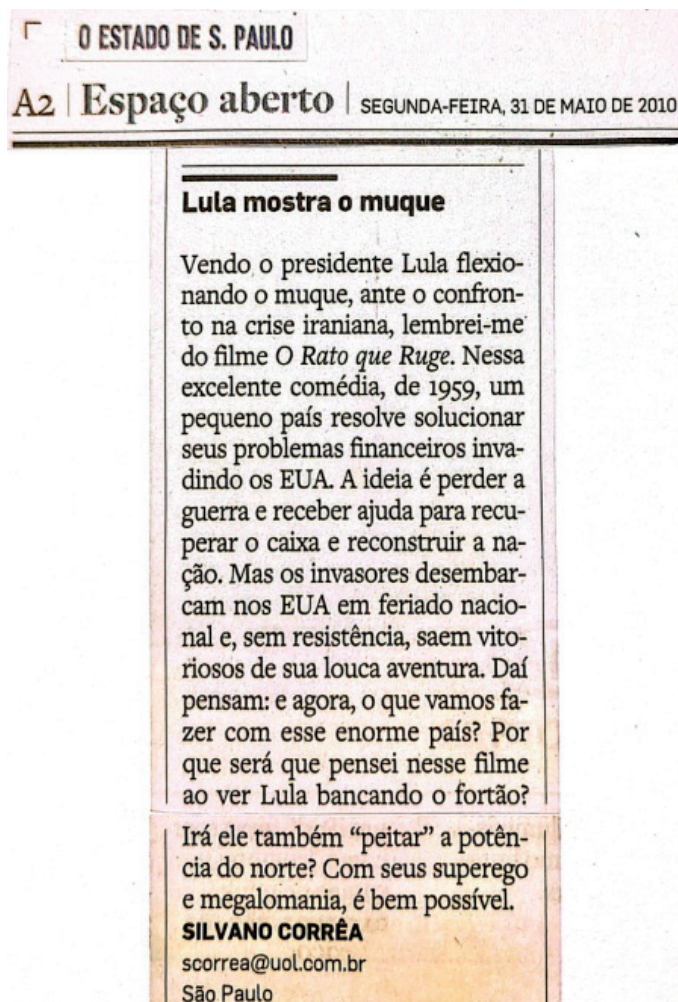 O ESTADO DE S. PAULO
A2 | Espaço aberto | SEGUNDA-FEIRA, 31 DE MAIO DE 2010
Lula mostra o muque
Vendo o presidente Lula flexio-
nando o muque, ante o confron-
to na crise iraniana, lembrei-me
do filme O Rato que Ruge. Nessa
excelente comédia, de 1959, um
pequeno país resolve solucionar
seus problemas financeiros inva-
dindo os EUA. A ideia é perder a
guerra e receber ajuda para recu-
perar o caixa e reconstruir a na-
ção. Mas os invasores desembar-
cam nos EUA em feriado nacio-
nal e, sem resistência, saem vito-
riosos de sua louca aventura. Daí
pensam: e agora, o que vamos fa-
zer com esse enorme país? Por
que será que pensei nesse filme
ao ver Lula bancando o fortão?
Irá ele também “peitar” a potên-
cia do norte? Com seus superego
e megalomania, é bem possível.
SILVANO CORRÊA
scorrea@uol.com.br
São Paulo